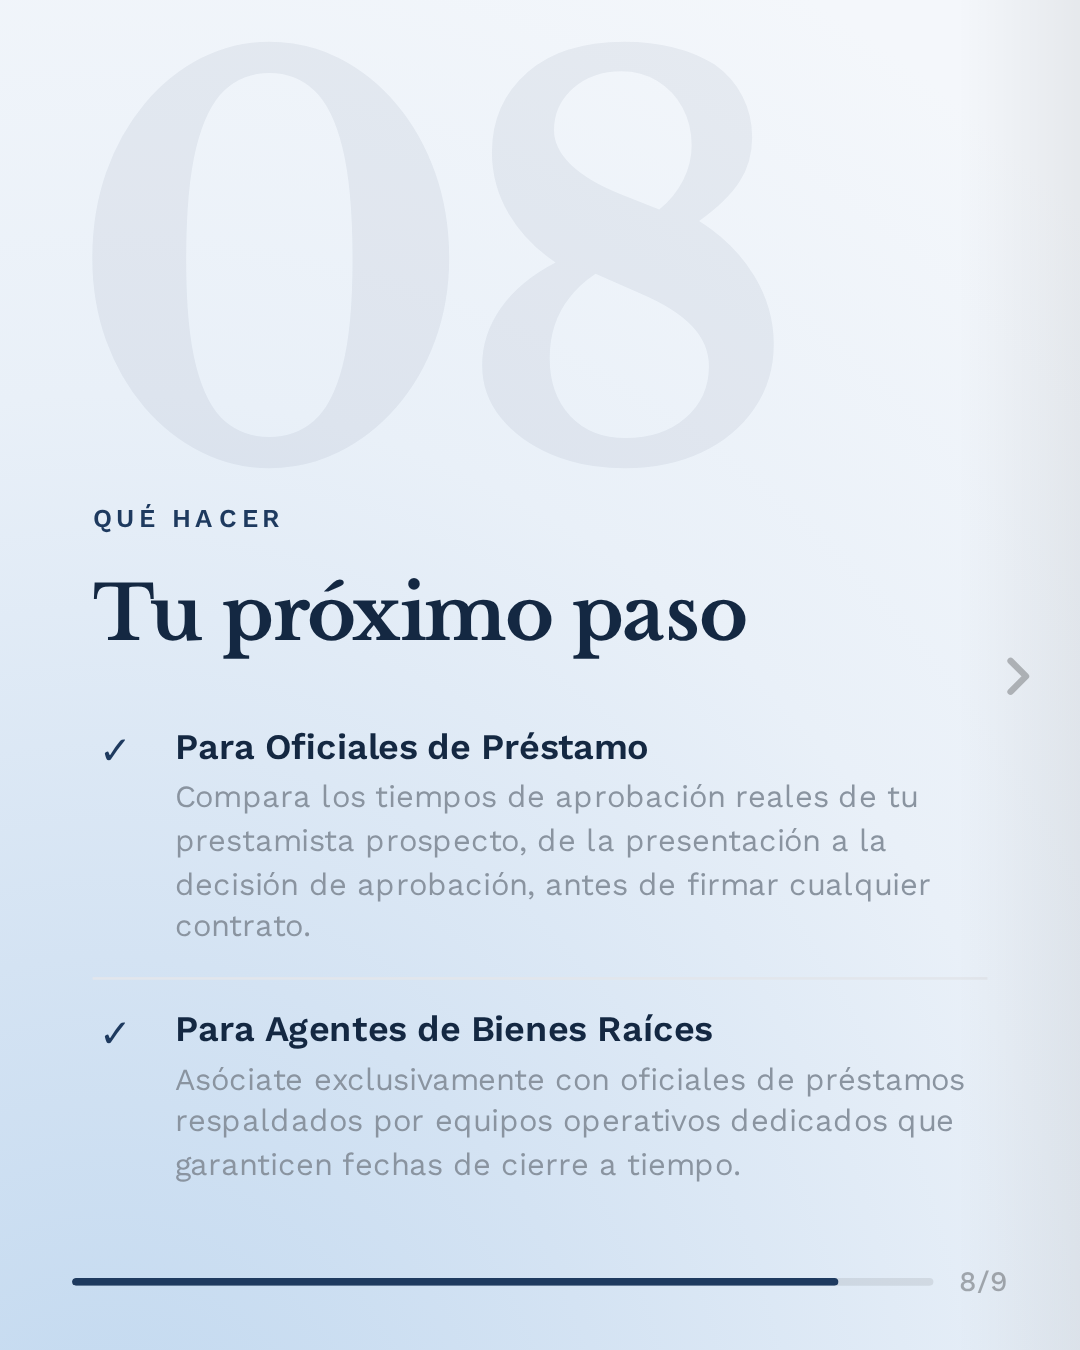 08
QUÉ HACER
Tu próximo paso
✓ Para Oficiales de Préstamo
Compara los tiempos de aprobación reales de tu
prestamista prospecto, de la presentación a la
decisión de aprobación, antes de firmar cualquier
contrato.
✓ Para Agentes de Bienes Raíces
Asóciate exclusivamente con oficiales de préstamos
respaldados por equipos operativos dedicados que
garanticen fechas de cierre a tiempo.
8/9